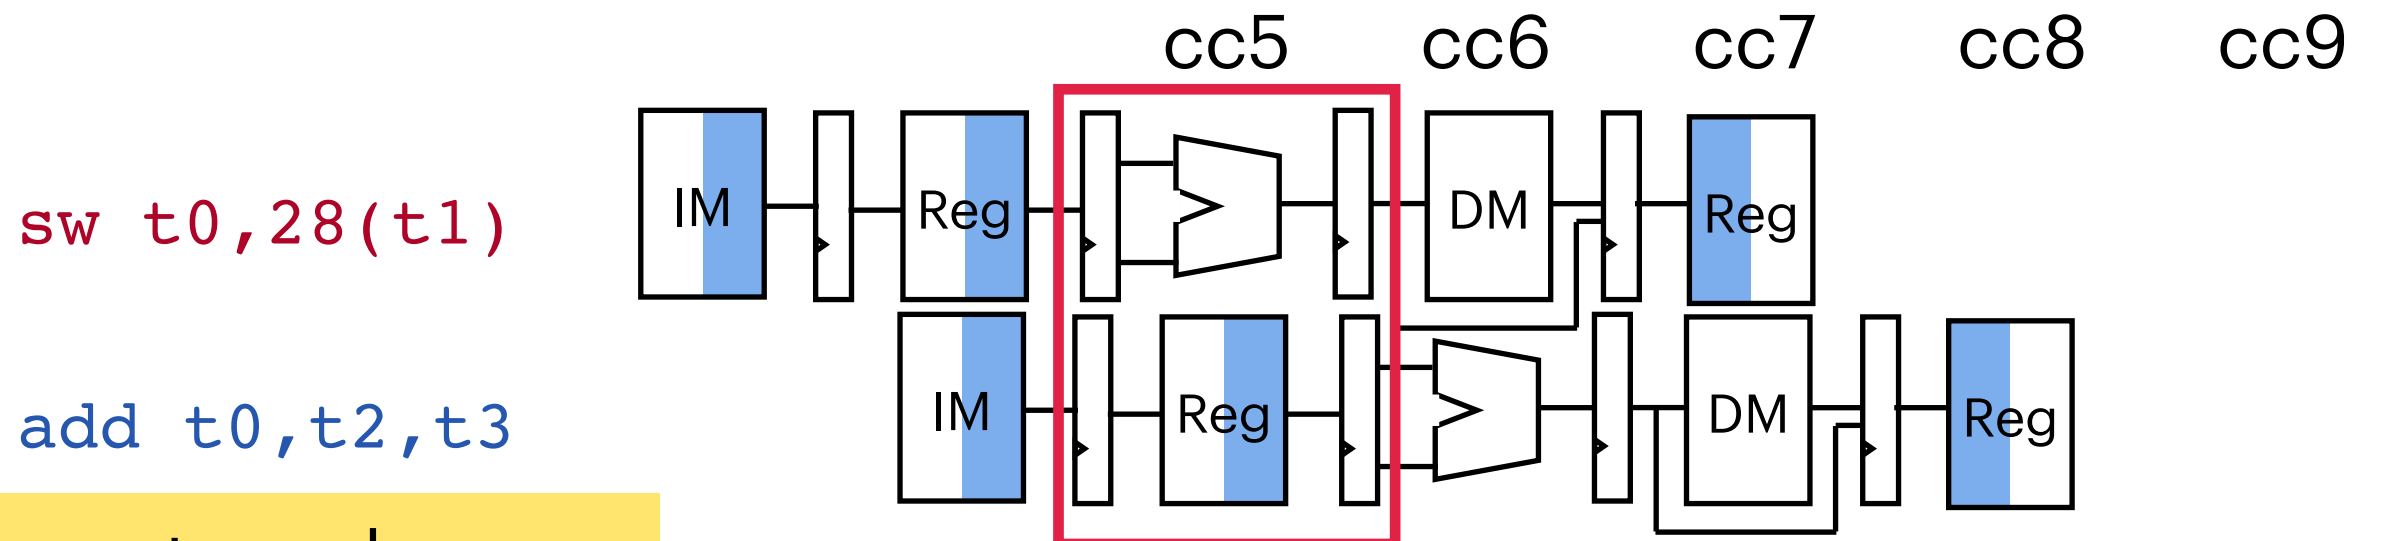 cc5 cc6 cc7 cc8 cc9
sw t0,28(t1) IM Reg DM Reg
add t0,t2,t3 IM Reg DM Reg